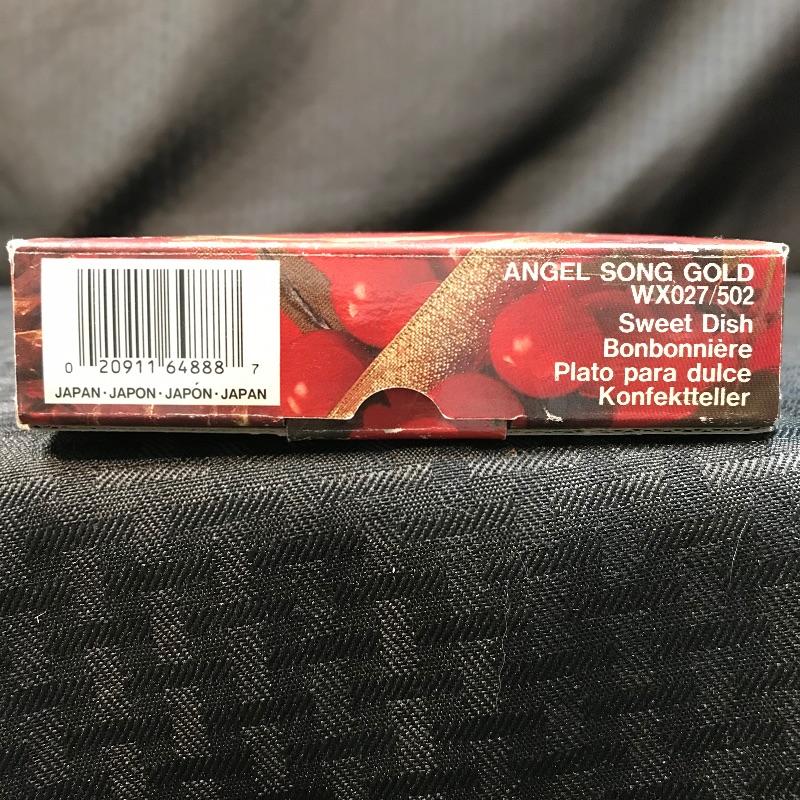 0 20911 64888 7
JAPAN·JAPON·JAPÓN·JAPAN
ANGEL SONG GOLD
WX027/502
Sweet Dish
Bonbonnière
Plato para dulce
Konfektteller